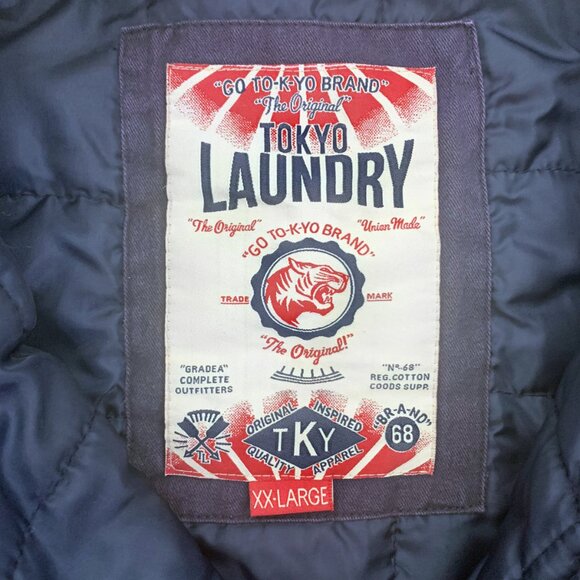 "GO TO-K-YO BRAND"
"The Original"
TOKYO
LAUNDRY
"The Original" "Union Made"
"GO TO-K-YO BRAND"
TRADE MARK
"The Original!"
"GRADEA" "Nº-68"
COMPLETE REG.COTTON
OUTFITTERS GOODS SUPP.
ORIGINAL INSPIRED
"BR-A-ND"
TKY
68
QUALITY APPAREL
TL
XX-LARGE